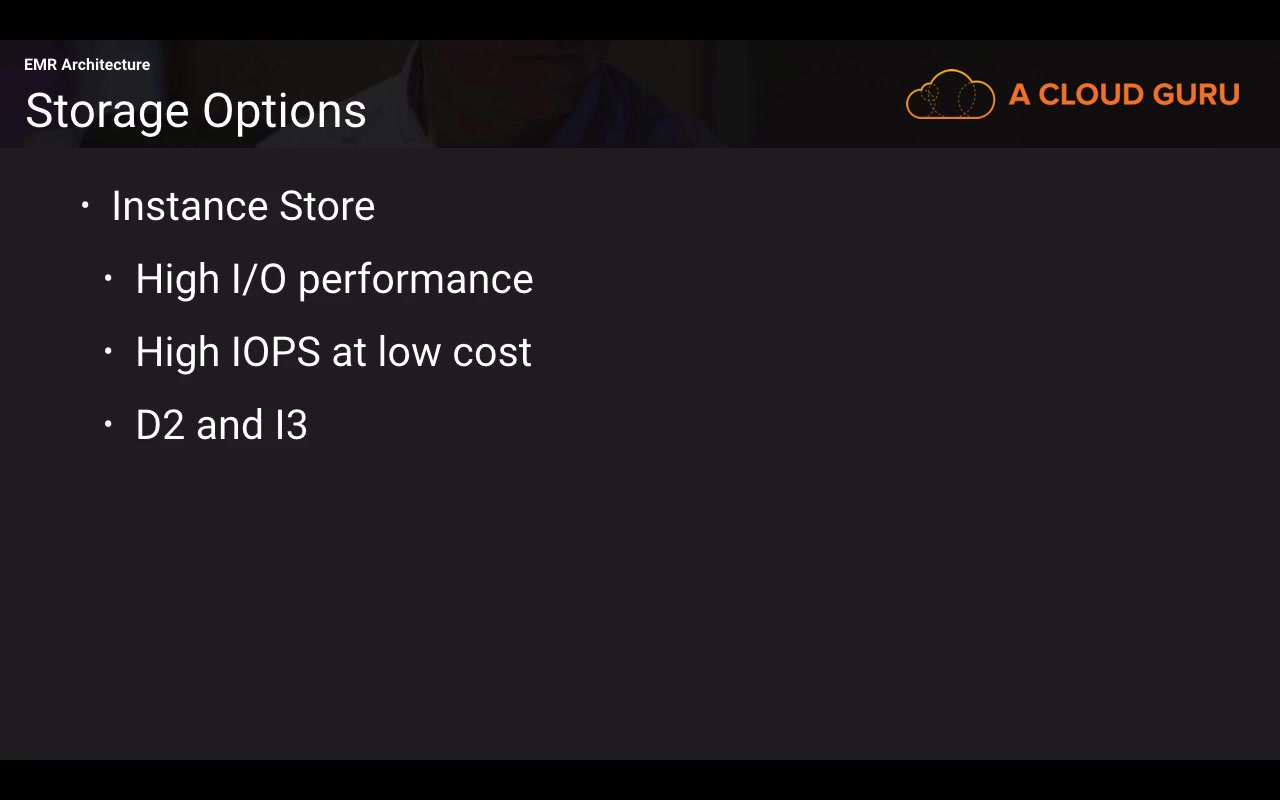 EMR Architecture
Storage Options
A CLOUD GURU
• Instance Store
• High I/O performance
• High IOPS at low cost
• D2 and I3